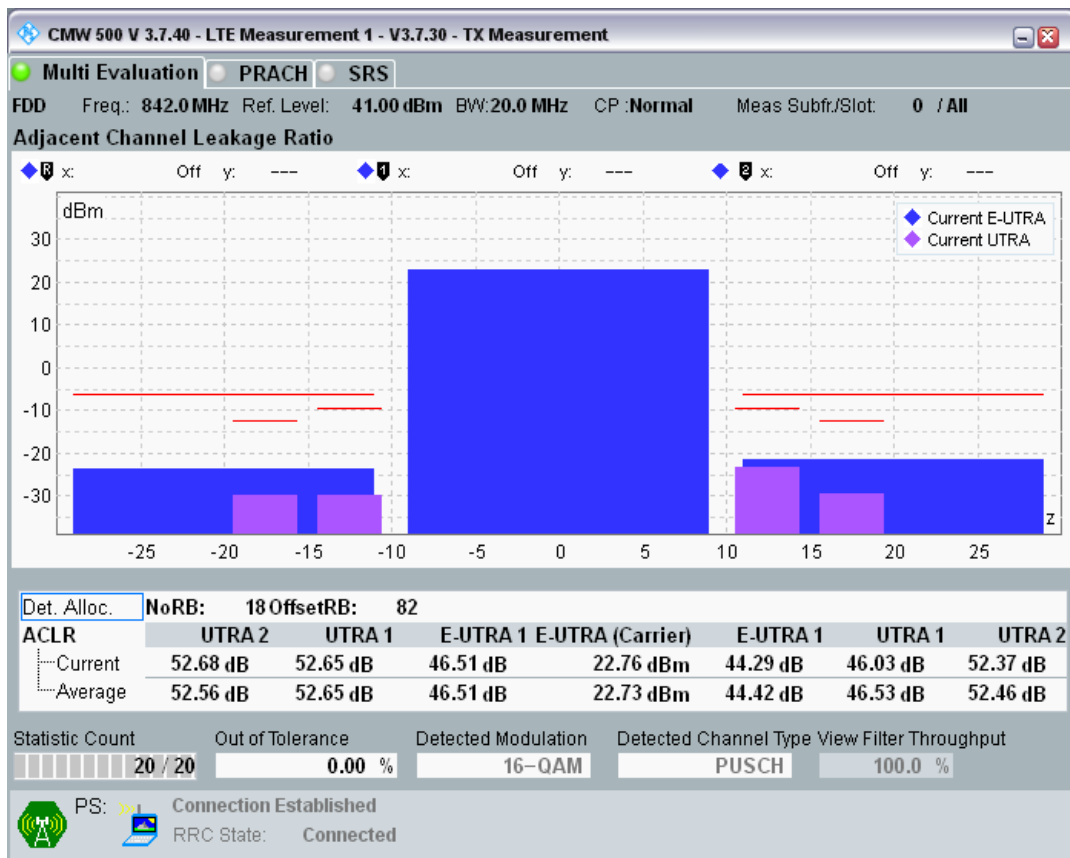 CMW 500 V 3.7.40 - LTE Measurement 1 - V3.7.30 - TX Measurement
Multi Evaluation PRACH SRS
FDD Freq.: 842.0 MHz Ref. Level: 41.00 dBm BW:20.0 MHz CP :Normal Meas Subfr./Slot: 0 / All
Adjacent Channel Leakage Ratio
R x: Off y: --- 1 x: Off y: --- 2 x: Off y: ---
dBm
Current E-UTRA
Current UTRA
30
20
10
0
-10
-20
-30
z
-25 -20 -15 -10 -5 0 5 10 15 20 25
Det. Alloc. NoRB: 18 OffsetRB: 82
ACLR UTRA 2 UTRA 1 E-UTRA 1 E-UTRA (Carrier) E-UTRA 1 UTRA 1 UTRA 2
Current 52.68 dB 52.65 dB 46.51 dB 22.76 dBm 44.29 dB 46.03 dB 52.37 dB
Average 52.56 dB 52.65 dB 46.51 dB 22.73 dBm 44.42 dB 46.53 dB 52.46 dB
Statistic Count Out of Tolerance Detected Modulation Detected Channel Type View Filter Throughput
20 / 20 0.00 % 16-QAM PUSCH 100.0 %
PS: Connection Established
RRC State: Connected